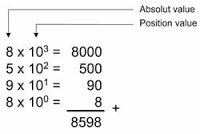 Absolut value
Position value
8 x 10³ = 8000
5 x 10² = 500
9 x 10¹ = 90
8 x 10⁰ = 8 +
8598